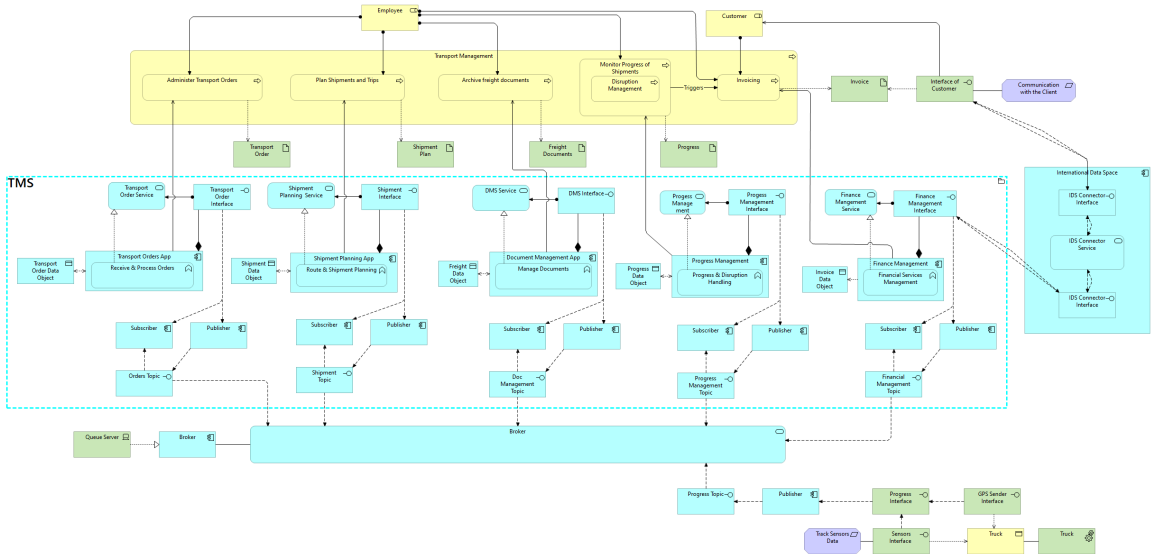 Employee
Customer
Transport Management
Administer Transport Orders
Plan Shipments and Trips
Archive freight documents
Monitor Progress of
Shipments
Disruption
Management
Triggers
Invoicing
Invoice
Interface of
Customer
Communication
with the Client
Transport
Order
Shipment
Plan
Freight
Documents
Progress
TMS
Transport
Order Service
Transport
Order
Interface
Shipment
Planning Service
Shipment
Interface
DMS Service
DMS Interface
Progess
Manage
ment
Progess
Management
Interface
Finance
Mangement
Service
Finance
Management
Interface
International Data Space
IDS Connector
Interface
IDS Connector
Service
IDS Connector
Interface
Transport
Order Data
Object
Transport Orders App
Receive & Process Orders
Shipment
Data
Object
Shipment Planning App
Route & Shipment Planning
Freight
Data
Object
Document Management App
Manage Documents
Progress
Data
Object
Progress Management
Progress & Disruption
Handling
Invoice
Data
Object
Finance Management
Financial Services
Management
Subscriber
Publisher
Subscriber
Publisher
Subscriber
Publisher
Subscriber
Publisher
Subscriber
Publisher
Orders Topic
Shipment
Topic
Doc
Management
Topic
Progress
Management
Topic
Financial
Management
Topic
Queue Server
Broker
Broker
Progress Topic
Publisher
Progress
Interface
GPS Sender
Interface
Truck Sensors
Data
Sensors
Interface
Truck
Truck